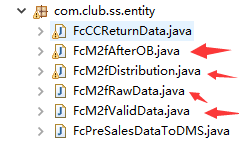 com.club.ss.entity
FcCCReturnData.java
FcM2fAfterOB.java
FcM2fDistribution.java
FcM2fRawData.java
FcM2fValidData.java
FcPreSalesDataToDMS.java